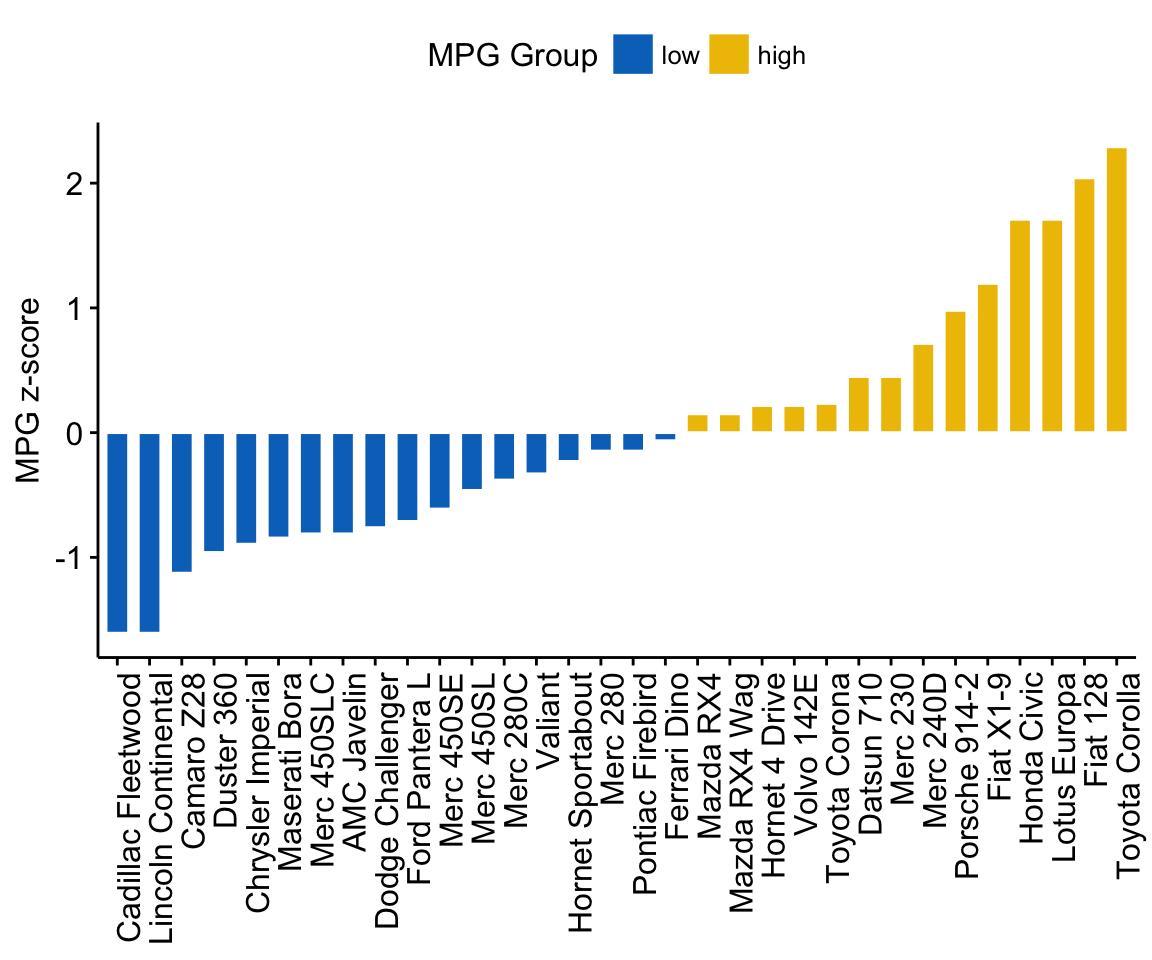 MPG Group low high
MPG z-score
2
1
0
-1
Cadillac Fleetwood
Lincoln Continental
Camaro Z28
Duster 360
Chrysler Imperial
Maserati Bora
Merc 450SLC
AMC Javelin
Dodge Challenger
Ford Pantera L
Merc 450SE
Merc 450SL
Merc 280C
Valiant
Hornet Sportabout
Merc 280
Pontiac Firebird
Ferrari Dino
Mazda RX4
Mazda RX4 Wag
Hornet 4 Drive
Volvo 142E
Toyota Corona
Datsun 710
Merc 230
Merc 240D
Porsche 914-2
Fiat X1-9
Honda Civic
Lotus Europa
Fiat 128
Toyota Corolla